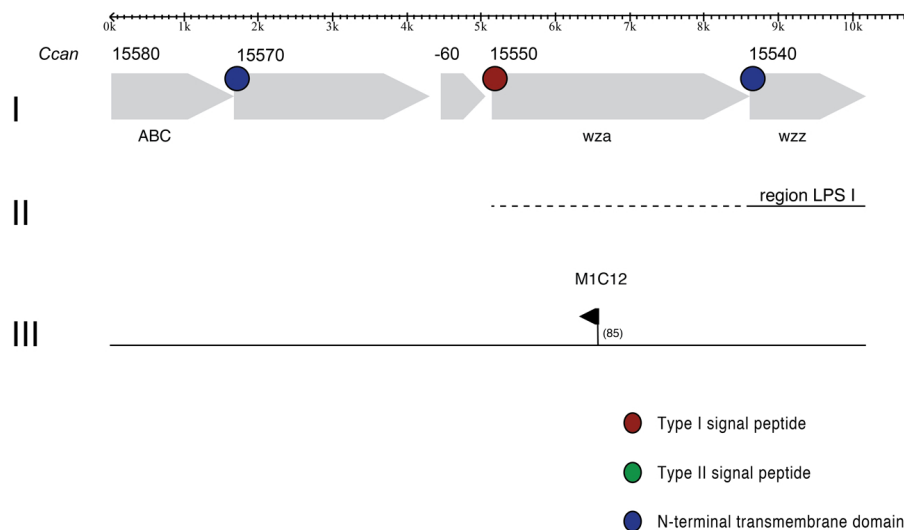 0k 1k 2k 3k 4k 5k 6k 7k 8k 9k 10k
Ccan 15580 15570 -60 15550 15540
I
ABC wza wzz
II region LPS I
M1C12
III (85)
Type I signal peptide
Type II signal peptide
N-terminal transmembrane domain